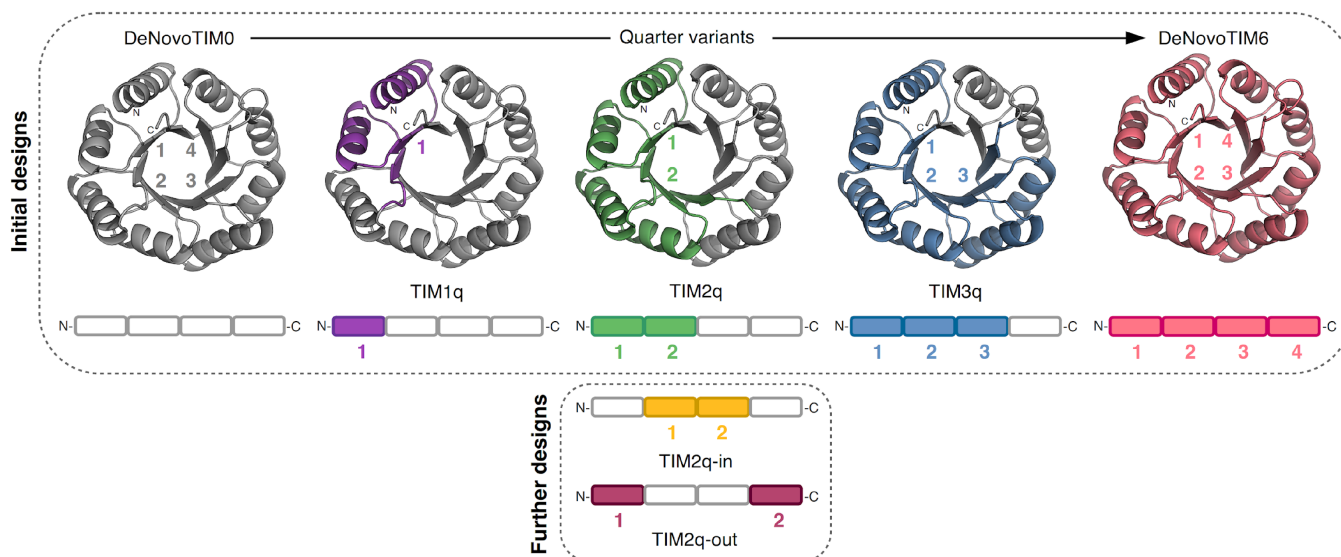 Initial designs
DeNovoTIM0
Quarter variants
DeNovoTIM6
N
C
1 4
2 3
N
C
1
N
C
1
2
N
C
1
2 3
N
C
1 4
2 3
TIM1q
TIM2q
TIM3q
N- -C
N- -C
N- -C
N- -C
N- -C
1
1 2
1 2 3
1 2 3 4
Further designs
N- -C
1 2
TIM2q-in
N- -C
1 2
TIM2q-out